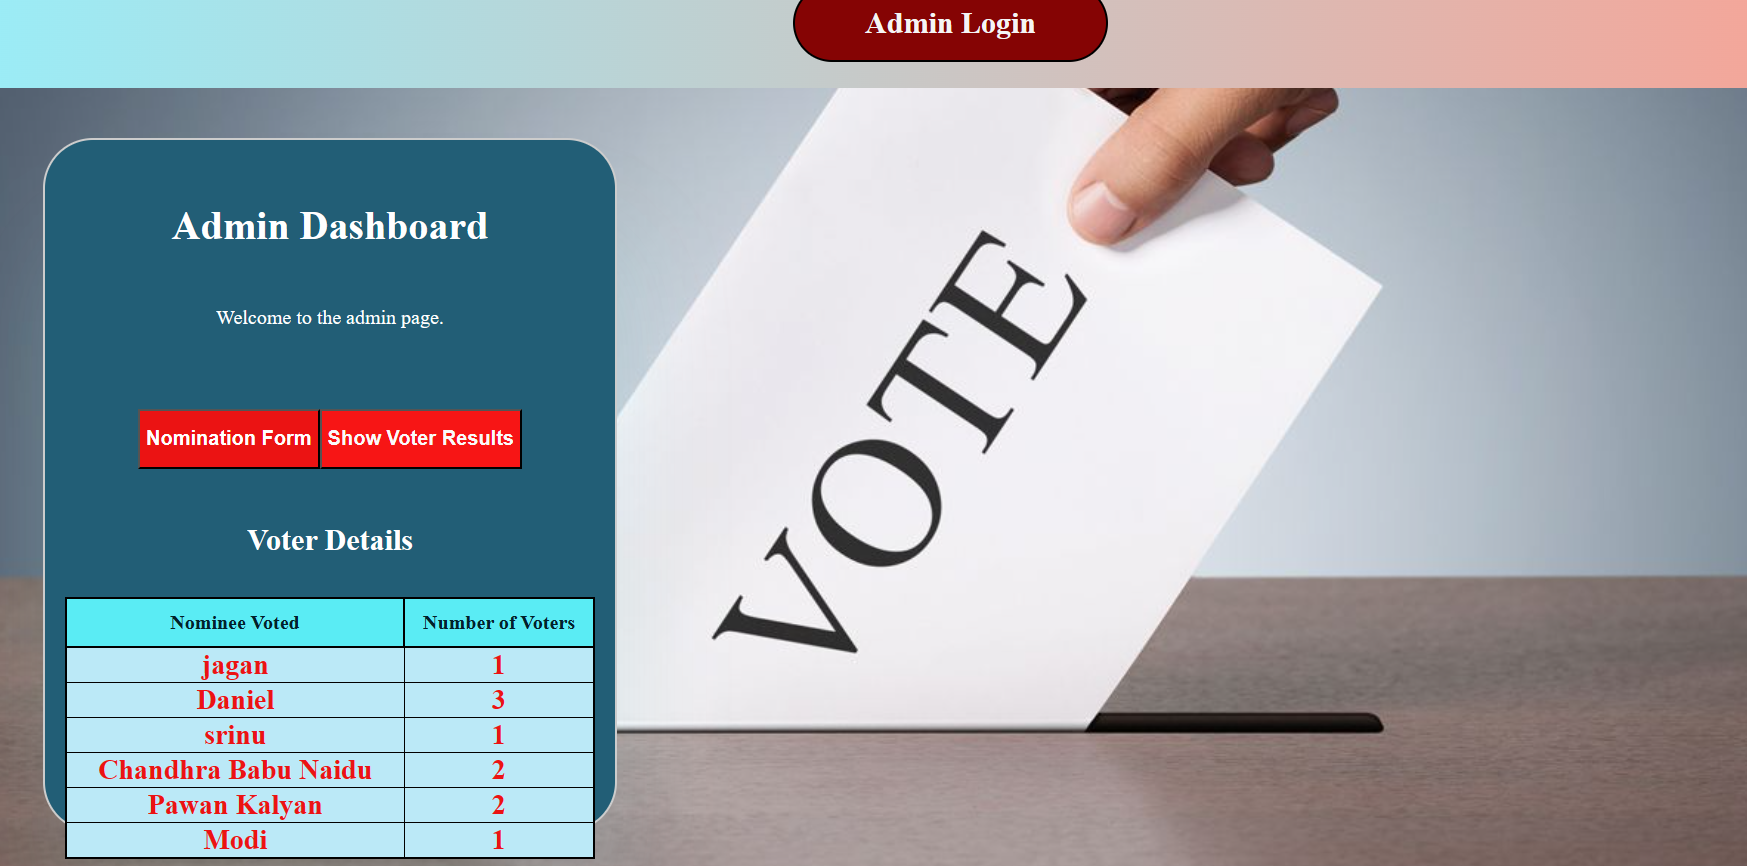 Admin Login
Admin Dashboard
Welcome to the admin page.
Nomination Form Show Voter Results
Voter Details
Nominee Voted Number of Voters
jagan 1
Daniel 3
srinu 1
Chandhra Babu Naidu 2
Pawan Kalyan 2
Modi 1
VOTE